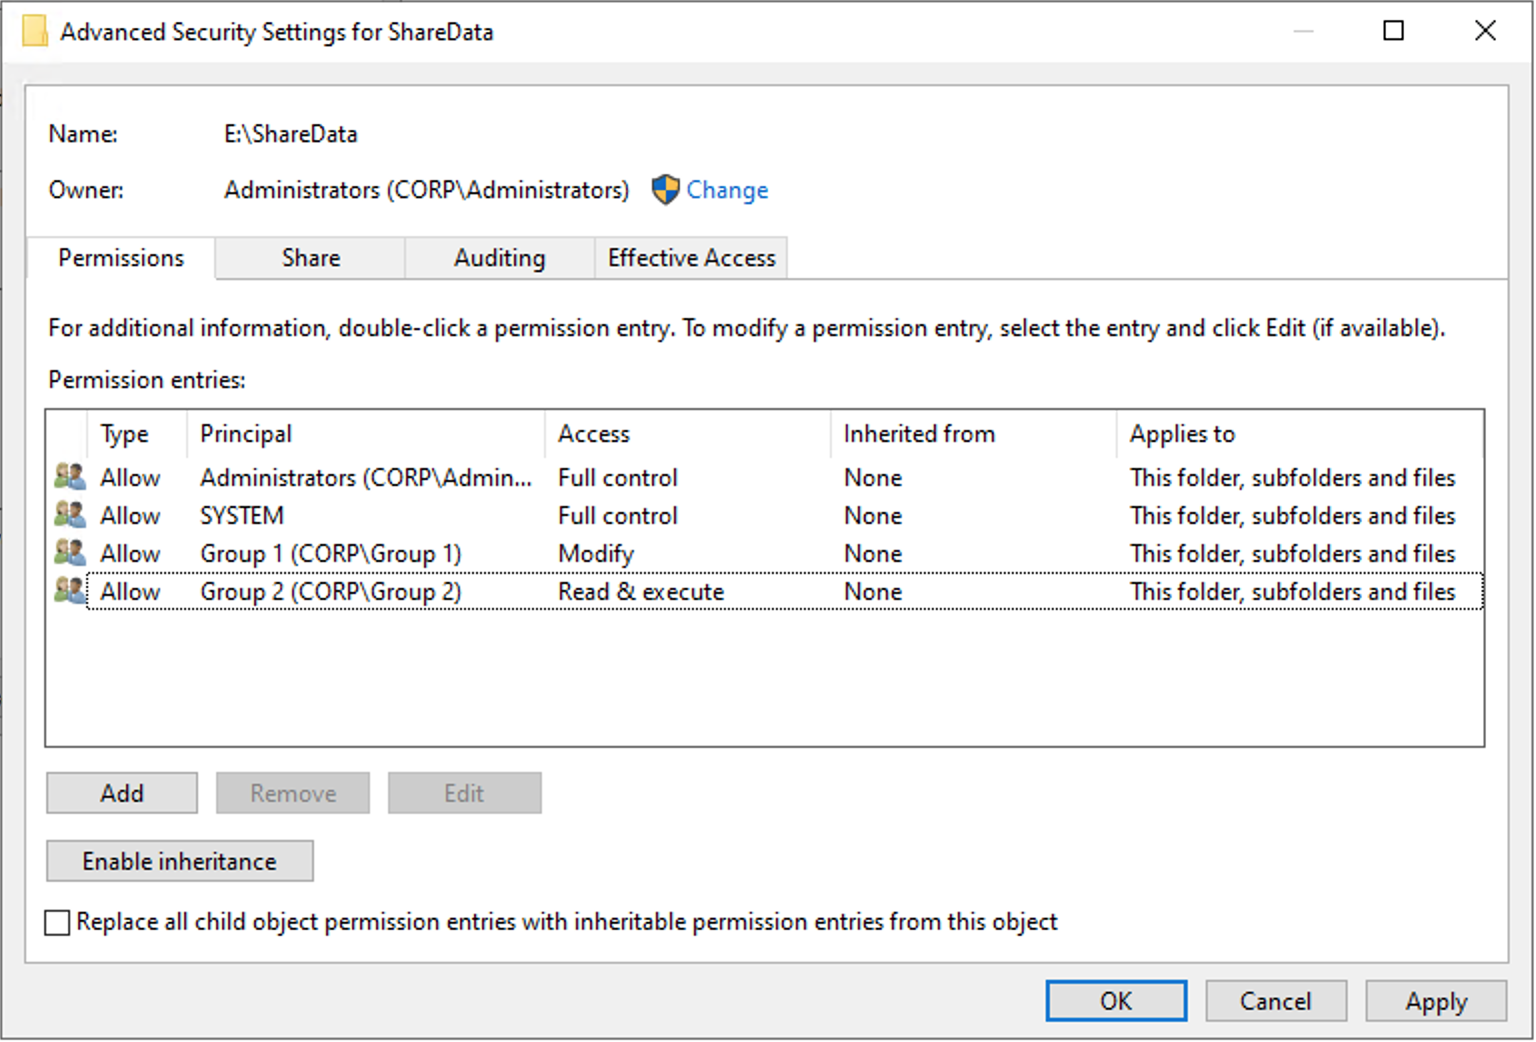 Advanced Security Settings for ShareData
Name: E:\ShareData
Owner: Administrators (CORP\Administrators) Change
Permissions Share Auditing Effective Access
For additional information, double-click a permission entry. To modify a permission entry, select the entry and click Edit (if available).
Permission entries:
Type Principal Access Inherited from Applies to
Allow Administrators (CORP\Admin... Full control None This folder, subfolders and files
Allow SYSTEM Full control None This folder, subfolders and files
Allow Group 1 (CORP\Group 1) Modify None This folder, subfolders and files
Allow Group 2 (CORP\Group 2) Read & execute None This folder, subfolders and files
Add Remove Edit
Enable inheritance
Replace all child object permission entries with inheritable permission entries from this object
OK Cancel Apply